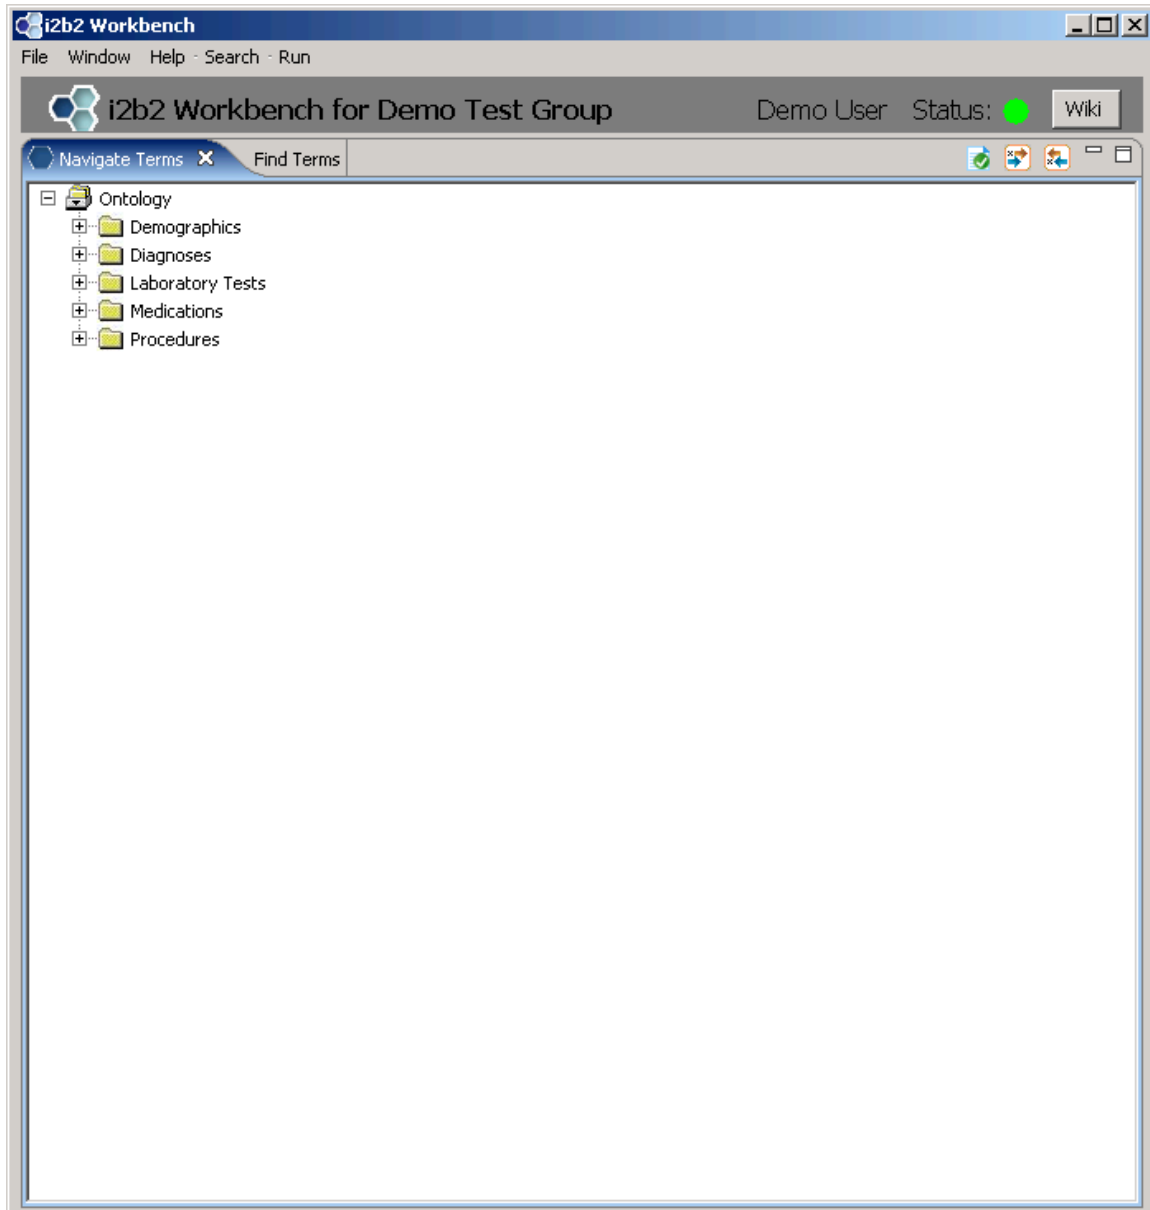 i2b2 Workbench
File Window Help Search Run
i2b2 Workbench for Demo Test Group Demo User Status: Wiki
Navigate Terms Find Terms
Ontology
Demographics
Diagnoses
Laboratory Tests
Medications
Procedures